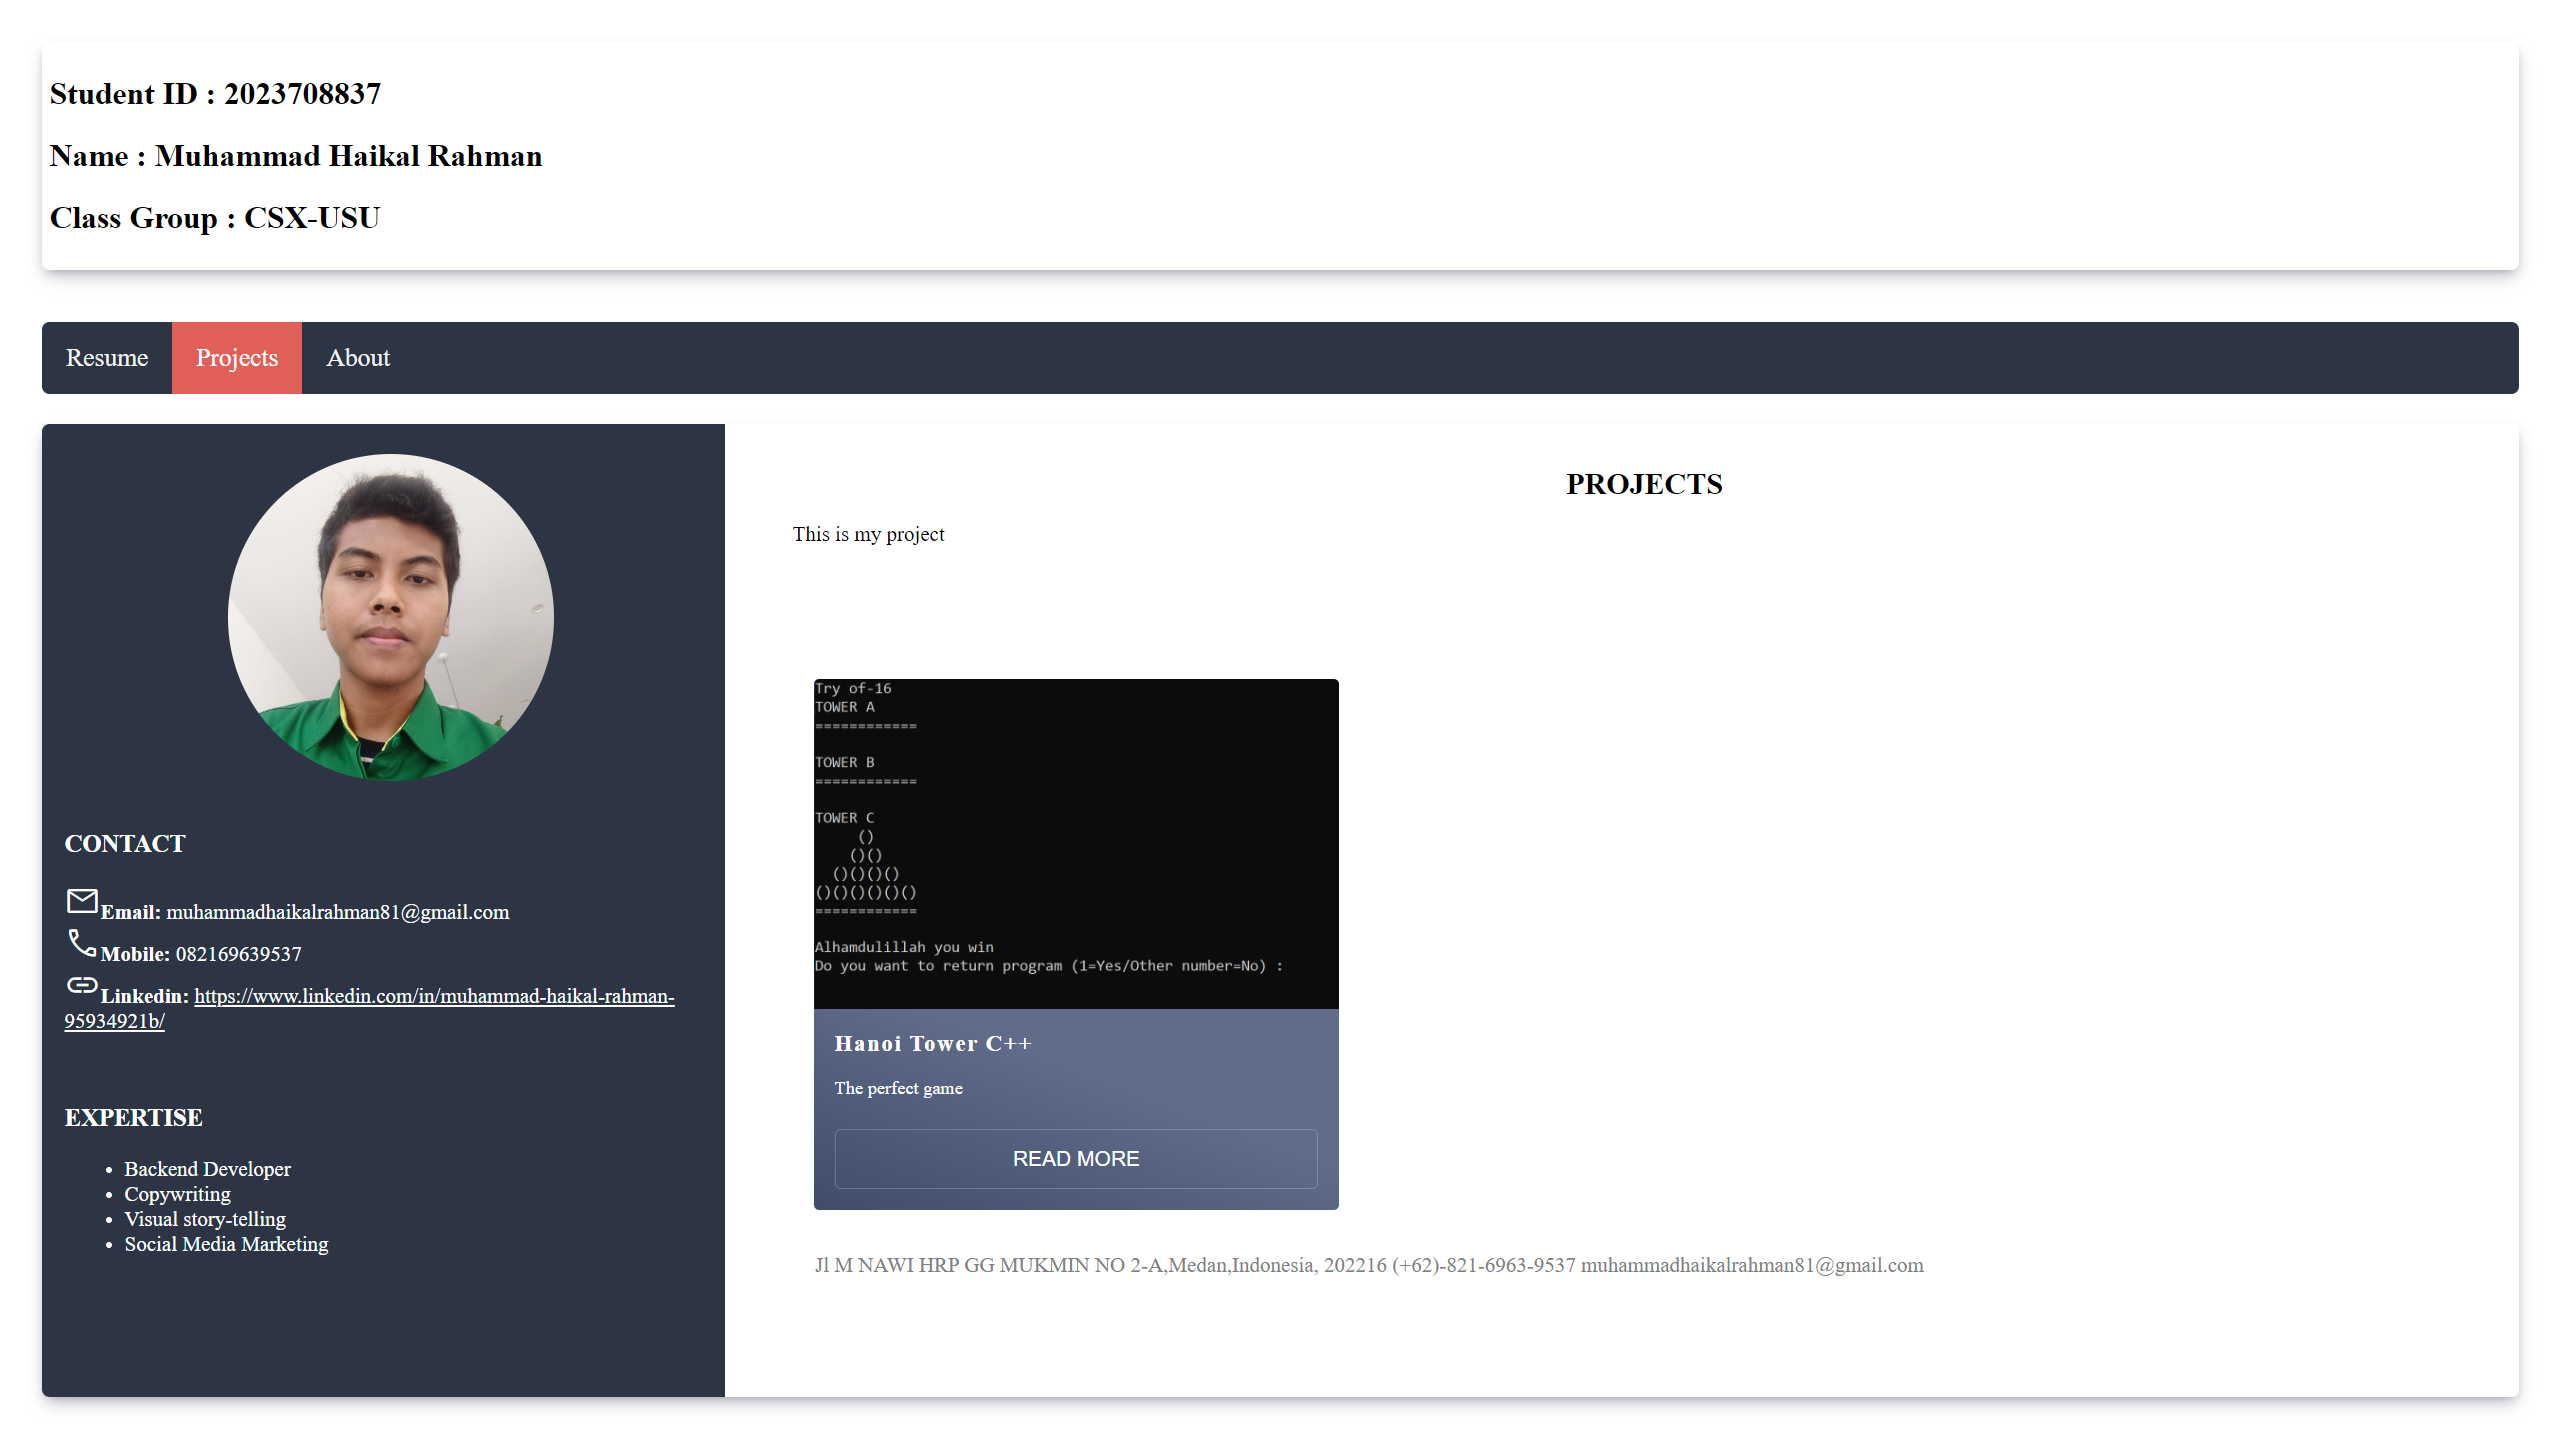 Student ID : 2023708837
Name : Muhammad Haikal Rahman
Class Group : CSX-USU
Resume Projects About
CONTACT
Email: muhammadhaikalrahman81@gmail.com
Mobile: 082169639537
Linkedin: https://www.linkedin.com/in/muhammad-haikal-rahman-
95934921b/
EXPERTISE
• Backend Developer
• Copywriting
• Visual story-telling
• Social Media Marketing
PROJECTS
This is my project
Try of-16
TOWER A
============
TOWER B
============
TOWER C
()
()()
()()()()
()()()()()()
============
Alhamdulillah you win
Do you want to return program (1=Yes/Other number=No) :
Hanoi Tower C++
The perfect game
READ MORE
Jl M NAWI HRP GG MUKMIN NO 2-A,Medan,Indonesia, 202216 (+62)-821-6963-9537 muhammadhaikalrahman81@gmail.com